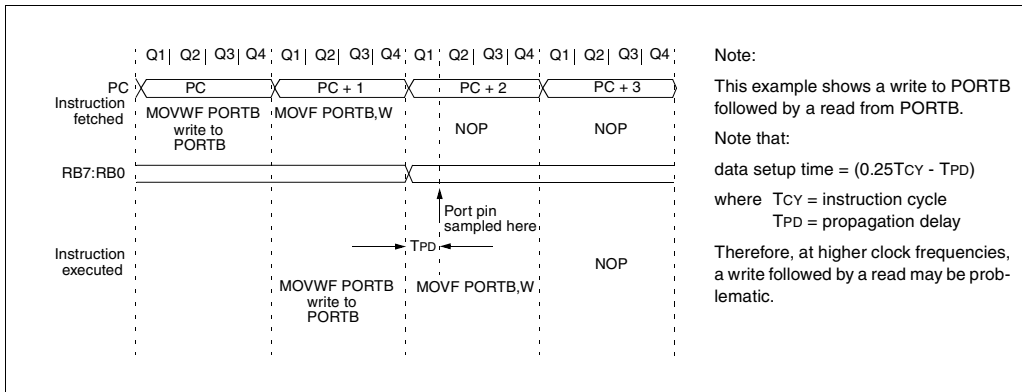 Q1 Q2 Q3 Q4 Q1 Q2 Q3 Q4 Q1 Q2 Q3 Q4 Q1 Q2 Q3 Q4
PC PC PC + 1 PC + 2 PC + 3
Instruction
fetched
MOVWF PORTB
write to
PORTB
MOVF PORTB,W
NOP
NOP
RB7:RB0
Port pin
sampled here
TPD
Instruction
executed
MOVWF PORTB
write to
PORTB
MOVF PORTB,W
NOP
Note:
This example shows a write to PORTB
followed by a read from PORTB.
Note that:
data setup time = (0.25TCY - TPD)
where TCY = instruction cycle
TPD = propagation delay
Therefore, at higher clock frequencies,
a write followed by a read may be prob-
lematic.